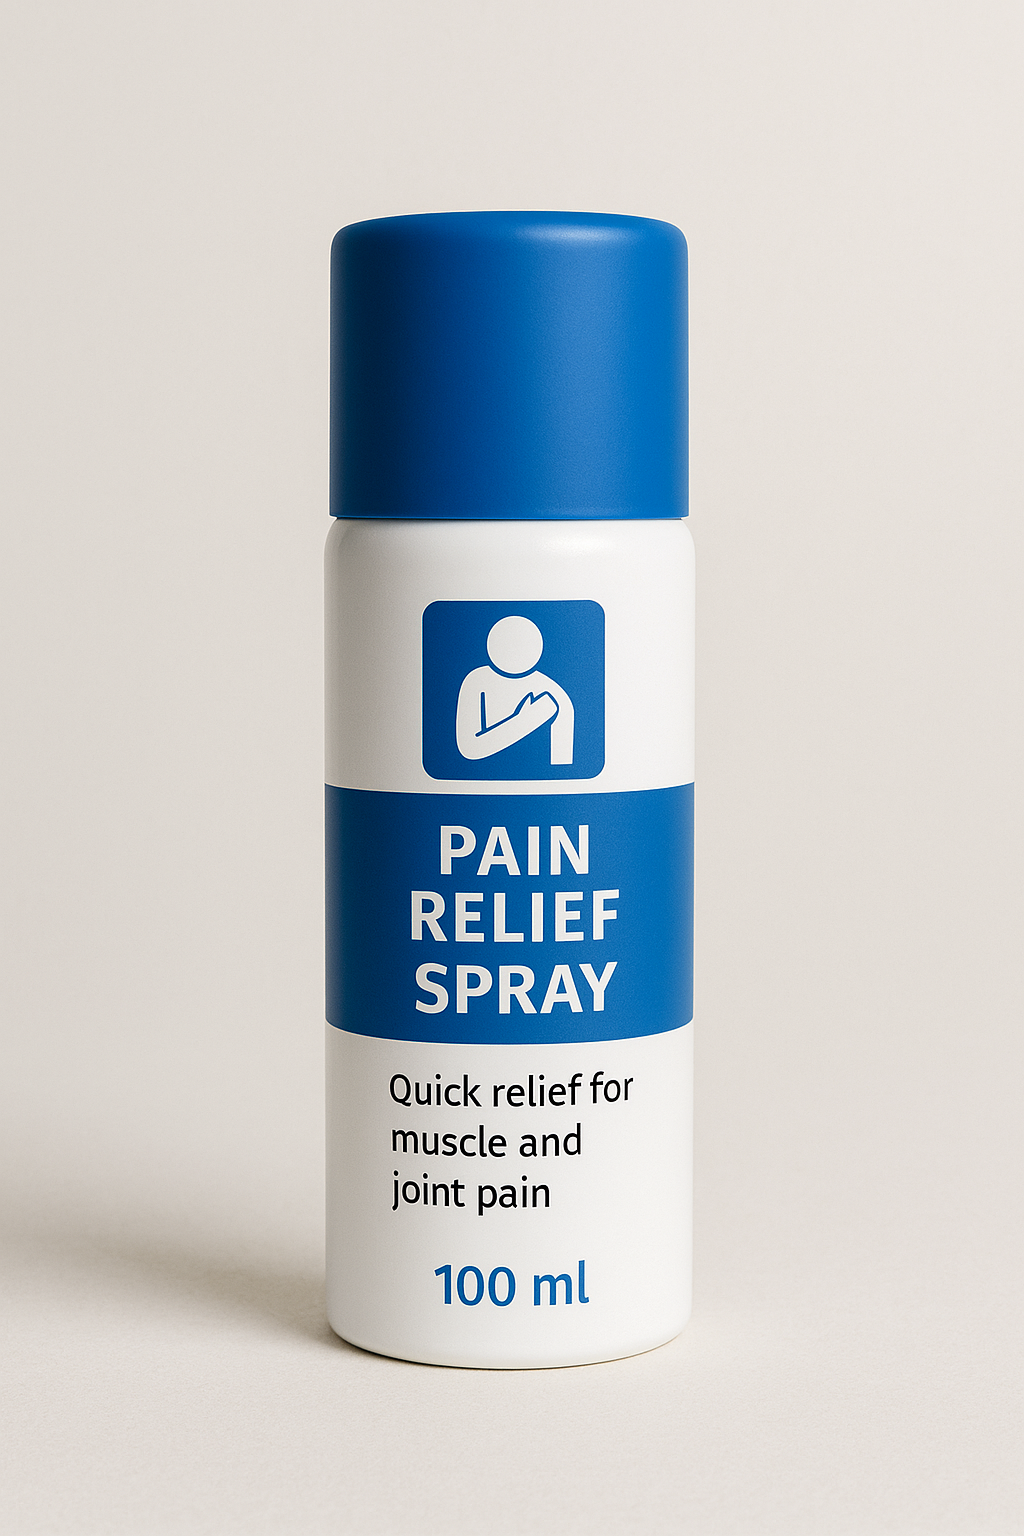 PAIN
RELIEF
SPRAY
Quick relief for
muscle and
joint pain
100 ml